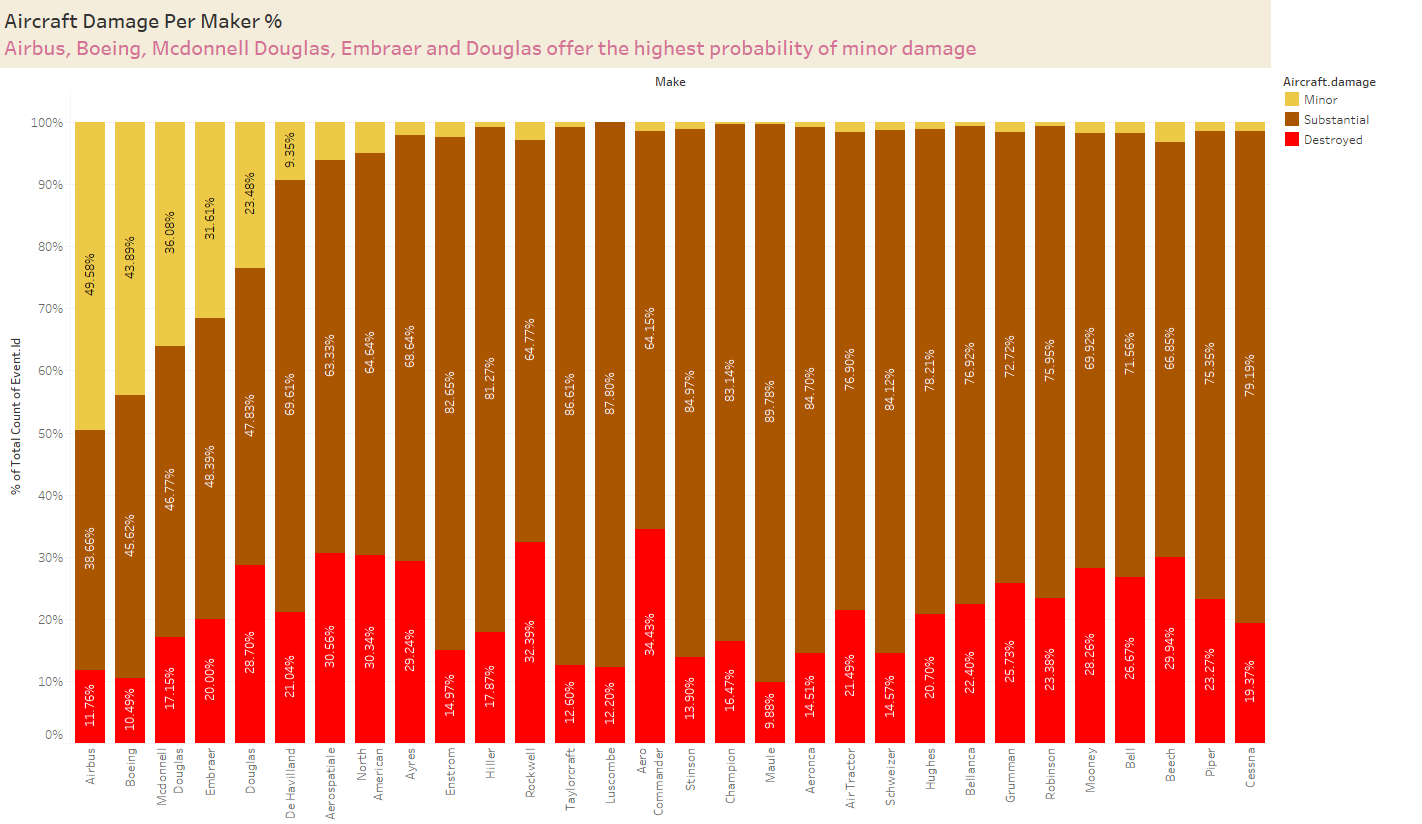 Aircraft Damage Per Maker %
Airbus, Boeing, Mcdonnell Douglas, Embraer and Douglas offer the highest probability of minor damage
Make
Aircraft.damage
Minor
Substantial
Destroyed
% of Total Count of Event.Id
100%
90%
80%
70%
60%
50%
40%
30%
20%
10%
0%
49.58%
38.66%
11.76%
43.89%
45.62%
10.49%
36.08%
46.77%
17.15%
31.61%
48.39%
20.00%
23.48%
47.83%
28.70%
9.35%
69.61%
21.04%
63.33%
30.56%
64.64%
30.34%
68.64%
29.24%
82.65%
14.97%
81.27%
17.87%
64.77%
32.39%
86.61%
12.60%
87.80%
12.20%
64.15%
34.43%
84.97%
13.90%
83.14%
16.47%
89.78%
9.88%
84.70%
14.51%
76.90%
21.49%
84.12%
14.57%
78.21%
20.70%
76.92%
22.40%
72.72%
25.73%
75.95%
23.38%
69.92%
28.26%
71.56%
26.67%
66.85%
29.94%
75.35%
23.27%
79.19%
19.37%
Airbus
Boeing
Mcdonnell
Douglas
Embraer
Douglas
De Havilland
Aerospatiale
North
American
Ayres
Enstrom
Hiller
Rockwell
Taylorcraft
Luscombe
Aero
Commander
Stinson
Champion
Maule
Aeronca
Air Tractor
Schweizer
Hughes
Bellanca
Grumman
Robinson
Mooney
Bell
Beech
Piper
Cessna